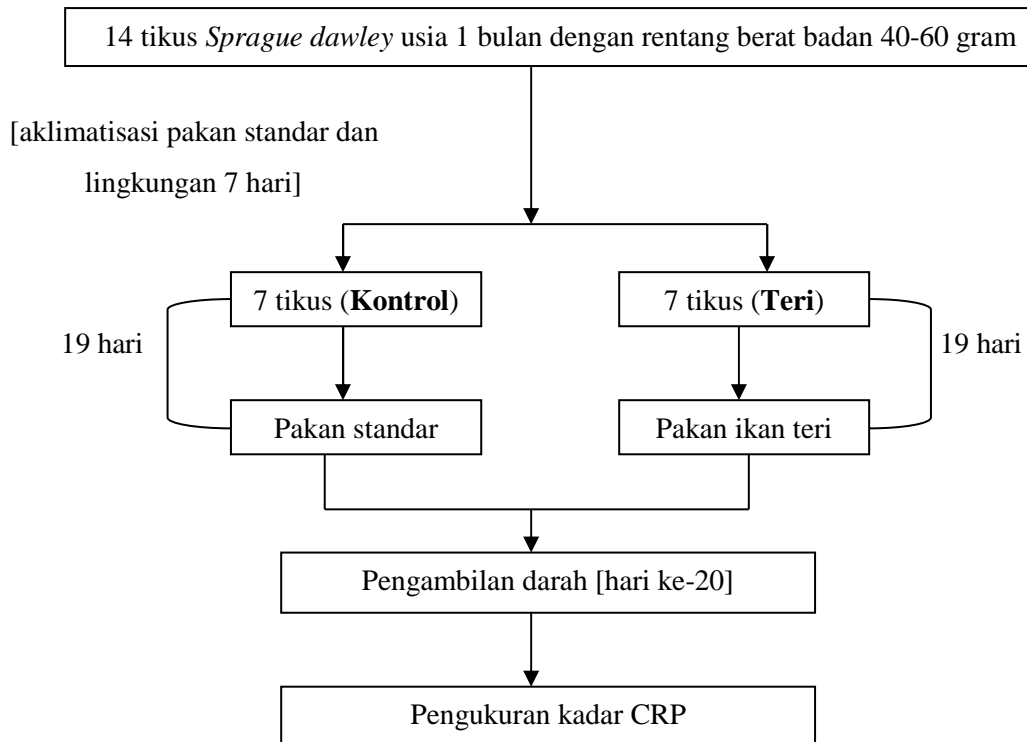 14 tikus Sprague dawley usia 1 bulan dengan rentang berat badan 40-60 gram
[aklimatisasi pakan standar dan
lingkungan 7 hari]
7 tikus (Kontrol)
7 tikus (Teri)
19 hari
19 hari
Pakan standar
Pakan ikan teri
Pengambilan darah [hari ke-20]
Pengukuran kadar CRP